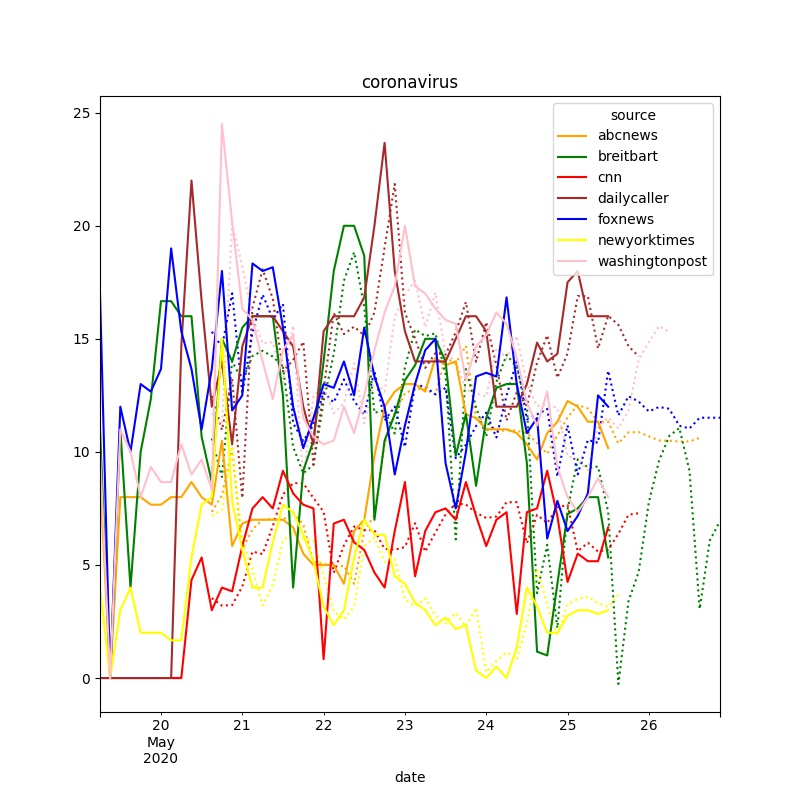 coronavirus
25
20
15
10
5
0
source
abcnews
breitbart
cnn
dailycaller
foxnews
newyorktimes
washingtonpost
20 21 22 23 24 25 26
May
2020
date